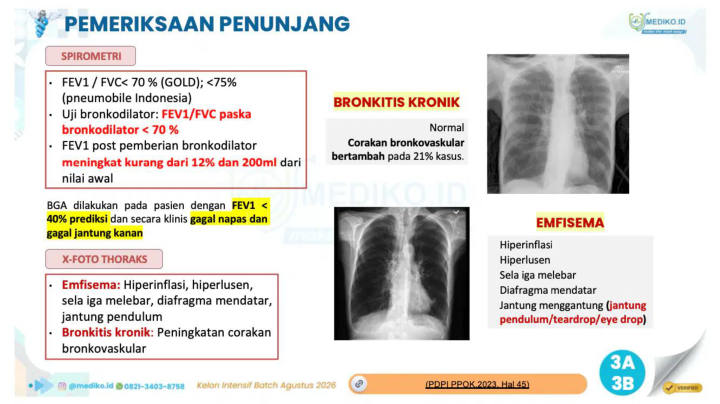 PEMERIKSAAN PENUNJANG
MEDIKO.ID
SPIROMETRI
• FEV1 / FVC< 70 % (GOLD); <75%
(pneumobile Indonesia)
• Uji bronkodilator: FEV1/FVC paska
bronkodilator < 70 %
• FEV1 post pemberian bronkodilator
meningkat kurang dari 12% dan 200ml dari
nilai awal
BGA dilakukan pada pasien dengan FEV1 <
40% prediksi dan secara klinis gagal napas dan
gagal jantung kanan
X-FOTO THORAKS
• Emfisema: Hiperinflasi, hiperlusen,
sela iga melebar, diafragma mendatar,
jantung pendulum
• Bronkitis kronik: Peningkatan corakan
bronkovaskular
BRONKITIS KRONIK
Normal
Corakan bronkovaskular
bertambah pada 21% kasus.
MEDIKO.ID
EMFISEMA
Hiperinflasi
Hiperlusen
Sela iga melebar
Diafragma mendatar
Jantung menggantung (jantung
pendulum/teardrop/eye drop)
3A
3B
@mediko.id 0821-3403-8758 Kelan Intensif Batch Agustus 2026
(PDPI PPOK,2023, Hal 45)
VERIFIED